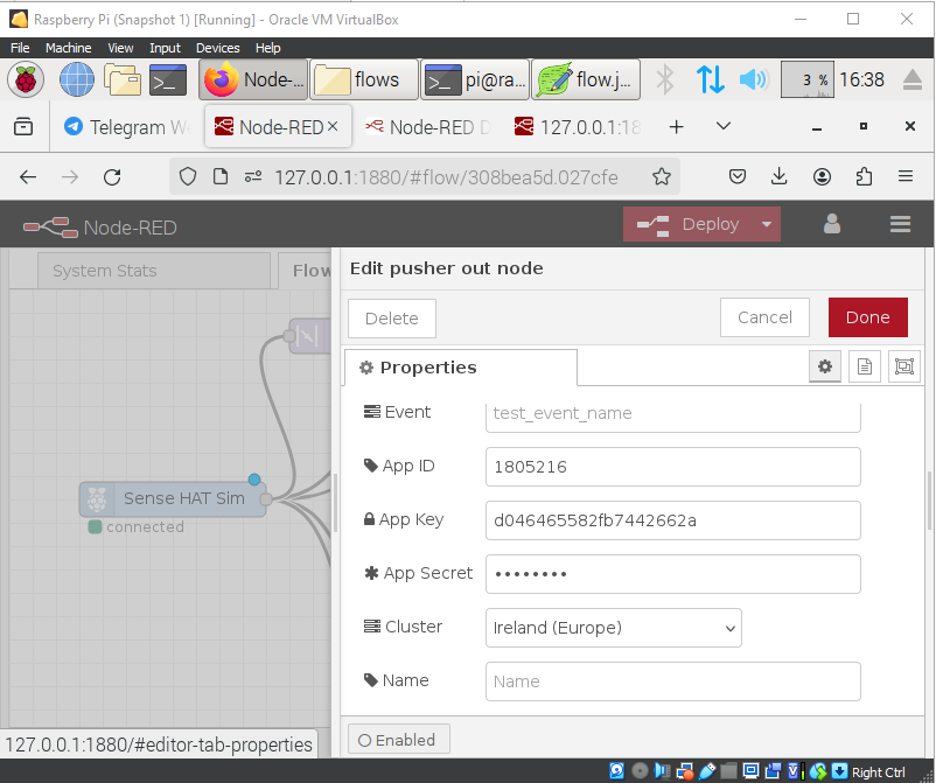 Raspberry Pi (Snapshot 1) [Running] - Oracle VM VirtualBox
File Machine View Input Devices Help
Node-... flows pi@ra... flow.j... 3 % 16:38
Telegram We Node-RED Node-RED D 127.0.0.1:18
127.0.0.1:1880/#flow/308bea5d.027cfe
Node-RED Deploy
System Stats Flow
Edit pusher out node
Delete Cancel Done
Properties
Event test_event_name
App ID 1805216
App Key d046465582fb7442662a
Sense HAT Sim
connected
App Secret ••••••••
Cluster Ireland (Europe)
Name Name
Enabled
127.0.0.1:1880/#editor-tab-properties
Right Ctrl